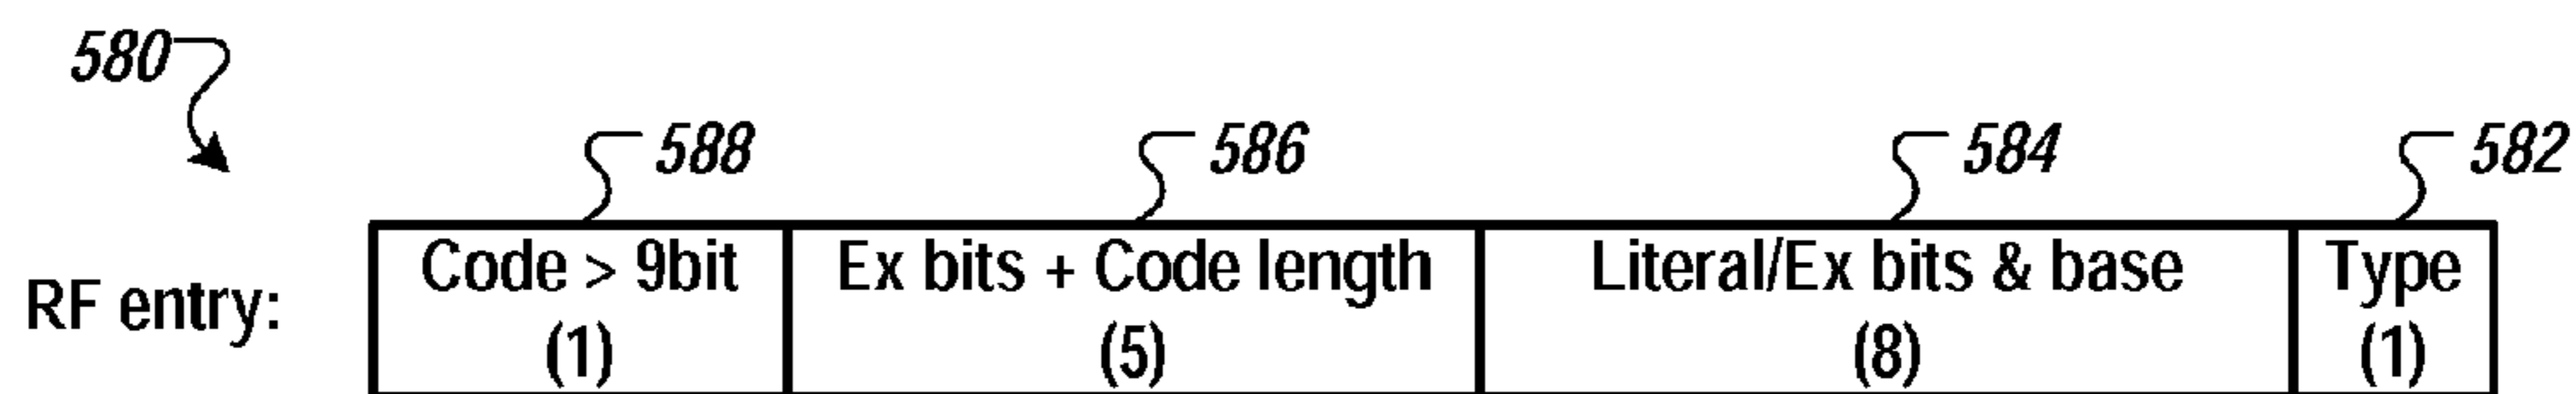 580
588 586 584 582
RF entry:
Code > 9bit
(1)
Ex bits + Code length
(5)
Literal/Ex bits & base
(8)
Type
(1)